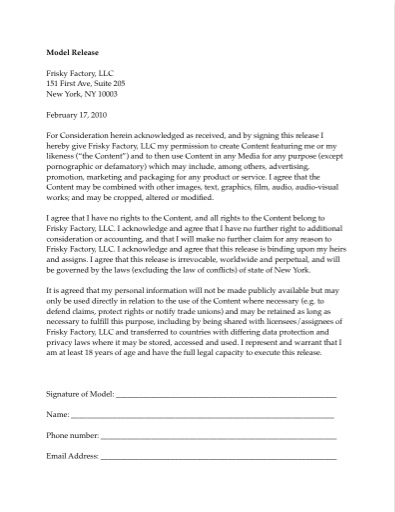 Model Release
Frisky Factory, LLC
151 First Ave, Suite 205
New York, NY 10003
February 17, 2010
For Consideration herein acknowledged as received, and by signing this release I
hereby give Frisky Factory, LLC my permission to create Content featuring me or my
likeness ("the Content") and to then use Content in any Media for any purpose (except
pornographic or defamatory) which may include, among others, advertising,
promotion, marketing and packaging for any product or service. I agree that the
Content may be combined with other images, text, graphics, film, audio, audio-visual
works; and may be cropped, altered or modified.
I agree that I have no rights to the Content, and all rights to the Content belong to
Frisky Factory, LLC. I acknowledge and agree that I have no further right to additional
consideration or accounting, and that I will make no further claim for any reason to
Frisky Factory, LLC. I acknowledge and agree that this release is binding upon my heirs
and assigns. I agree that this release is irrevocable, worldwide and perpetual, and will
be governed by the laws (excluding the law of conflicts) of state of New York.
It is agreed that my personal information will not be made publicly available but may
only be used directly in relation to the use of the Content where necessary (e.g. to
defend claims, protect rights or notify trade unions) and may be retained as long as
necessary to fulfill this purpose, including by being shared with licensees/assignees of
Frisky Factory, LLC and transferred to countries with differing data protection and
privacy laws where it may be stored, accessed and used. I represent and warrant that I
am at least 18 years of age and have the full legal capacity to execute this release.
Signature of Model:
Name:
Phone number:
Email Address: